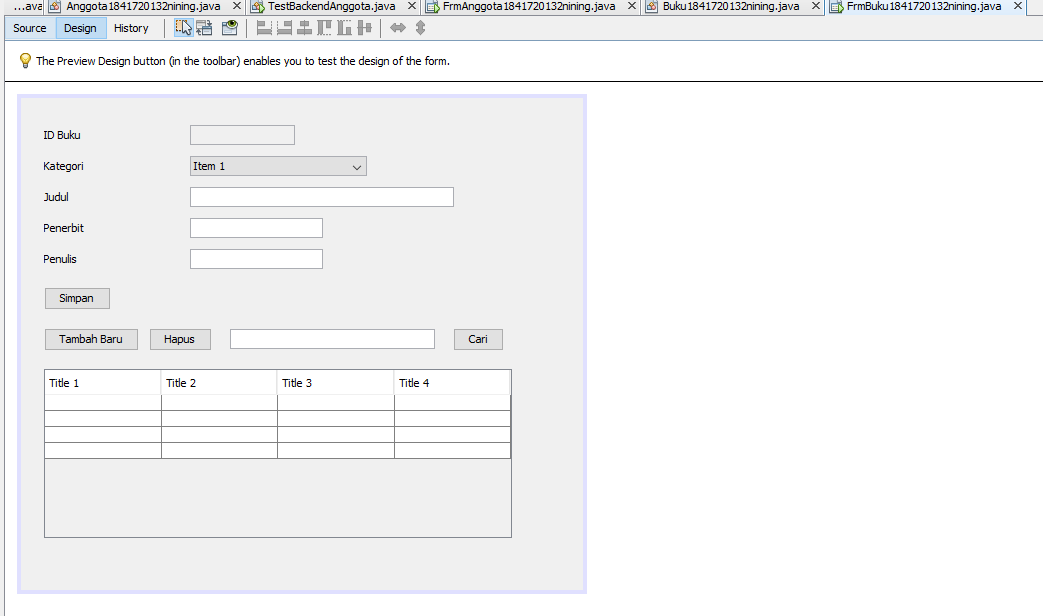 ...ava Anggota1841720132nining.java TestBackendAnggota.java FrmAnggota1841720132nining.java Buku1841720132nining.java FrmBuku1841720132nining.java
Source Design History
The Preview Design button (in the toolbar) enables you to test the design of the form.
ID Buku
Kategori Item 1
Judul
Penerbit
Penulis
Simpan
Tambah Baru Hapus Cari
Title 1 Title 2 Title 3 Title 4